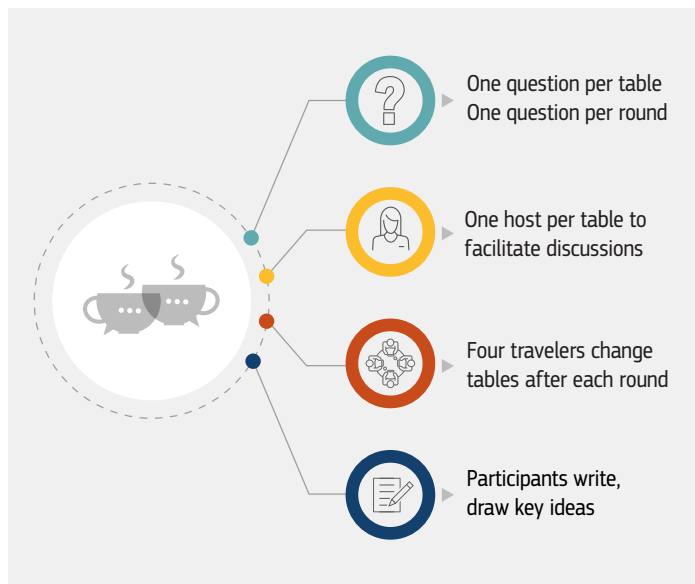 One question per table
One question per round
One host per table to
facilitate discussions
Four travelers change
tables after each round
Participants write,
draw key ideas